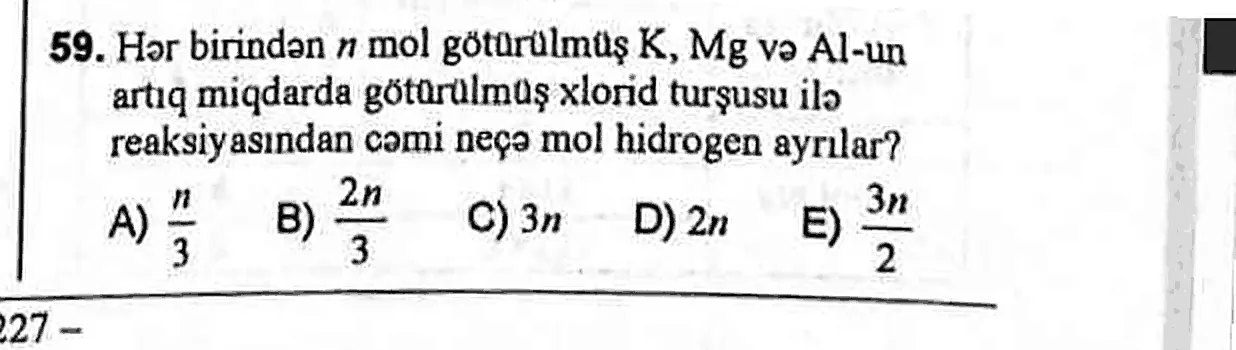 59. Hər birindən n mol götürülmüş K, Mg və Al-un
artıq miqdarda götürülmüş xlorid turşusu ilə
reaksiyasından cəmi neçə mol hidrogen ayrılar?
A) n/3 B) 2n/3 C) 3n D) 2n E) 3n/2
227 –